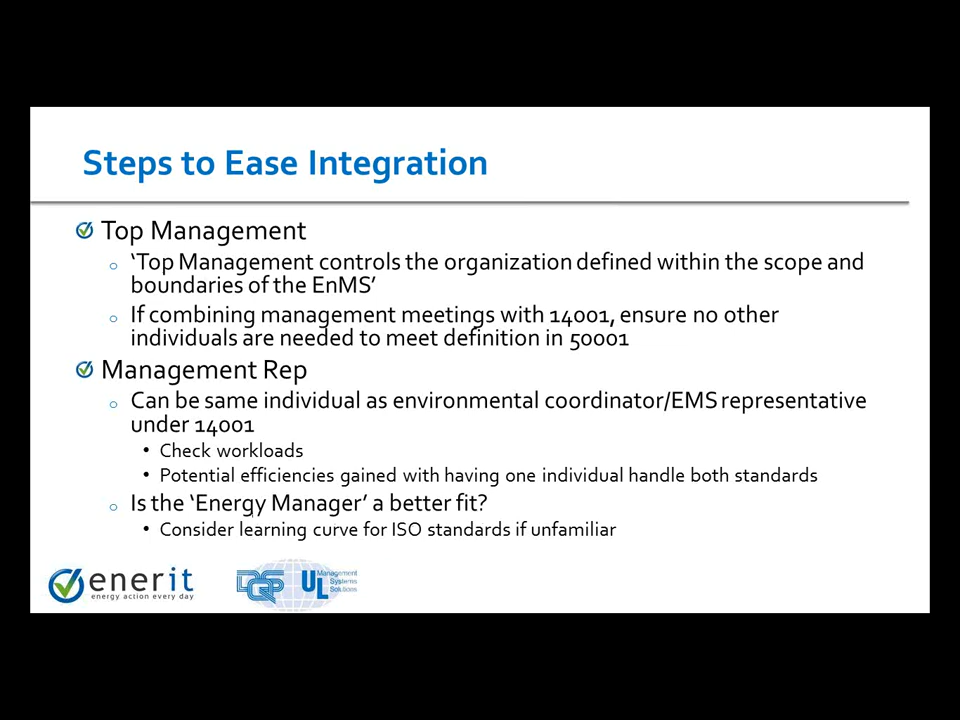 Steps to Ease Integration
Top Management
‘Top Management controls the organization defined within the scope and
boundaries of the EnMS’
If combining management meetings with 14001, ensure no other
individuals are needed to meet definition in 50001
Management Rep
Can be same individual as environmental coordinator/EMS representative
under 14001
• Check workloads
• Potential efficiencies gained with having one individual handle both standards
Is the ‘Energy Manager’ a better fit?
• Consider learning curve for ISO standards if unfamiliar
enerit
energy action every day
DQS
UL
Management
Systems
Solutions